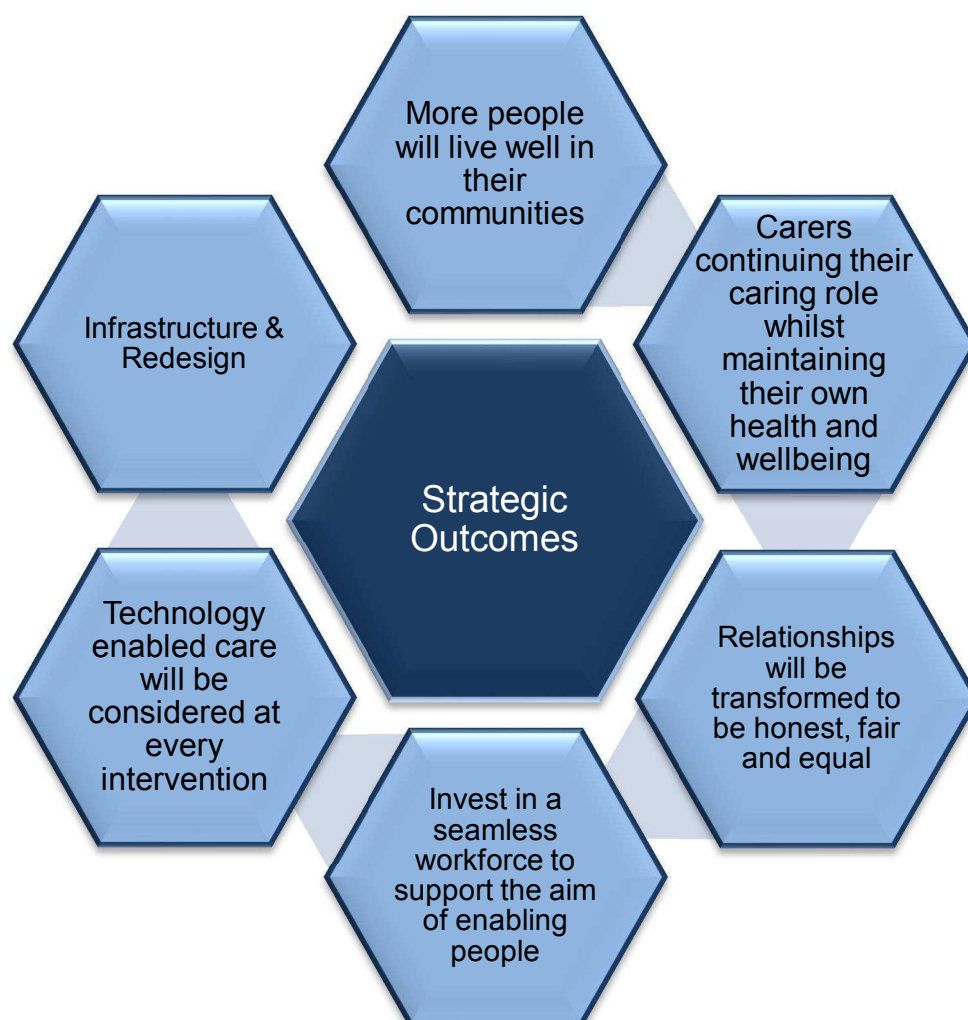 More people
will live well in
their
communities
Carers
continuing their
caring role
whilst
maintaining
their own
health and
wellbeing
Relationships
will be
transformed to
be honest, fair
and equal
Invest in a
seamless
workforce to
support the aim
of enabling
people
Technology
enabled care
will be
considered at
every
intervention
Infrastructure &
Redesign
Strategic
Outcomes